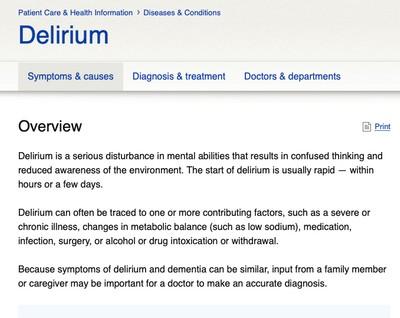 Patient Care & Health Information › Diseases & Conditions
Delirium
Symptoms & causes Diagnosis & treatment Doctors & departments
Overview Print
Delirium is a serious disturbance in mental abilities that results in confused thinking and
reduced awareness of the environment. The start of delirium is usually rapid — within
hours or a few days.
Delirium can often be traced to one or more contributing factors, such as a severe or
chronic illness, changes in metabolic balance (such as low sodium), medication,
infection, surgery, or alcohol or drug intoxication or withdrawal.
Because symptoms of delirium and dementia can be similar, input from a family member
or caregiver may be important for a doctor to make an accurate diagnosis.